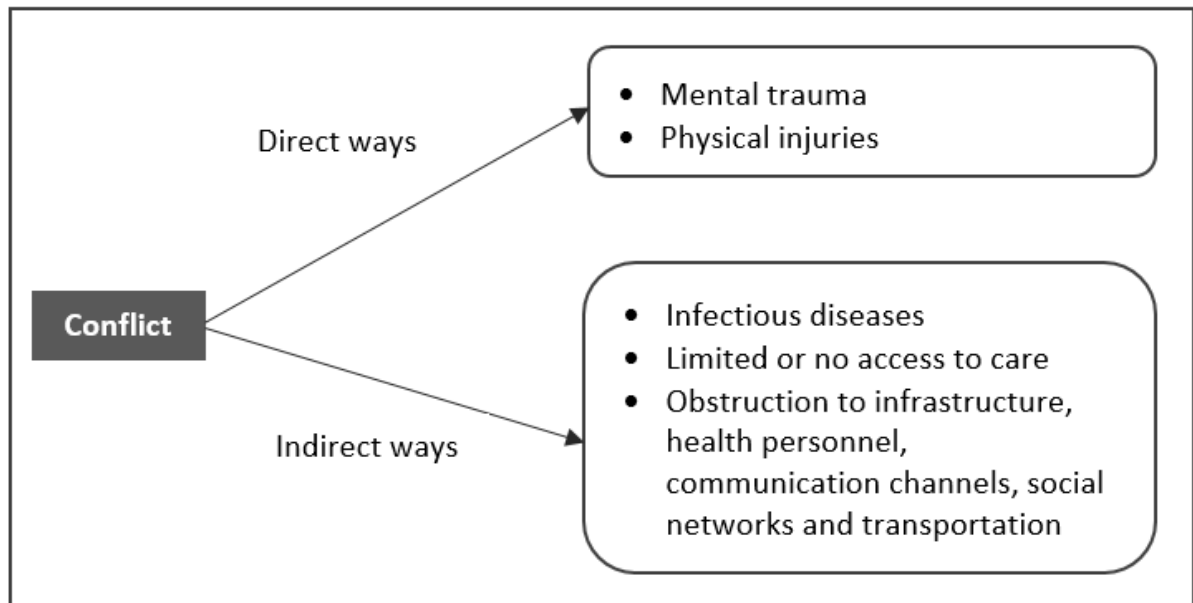 Direct ways
• Mental trauma
• Physical injuries
Conflict
Indirect ways
• Infectious diseases
• Limited or no access to care
• Obstruction to infrastructure,
health personnel,
communication channels, social
networks and transportation